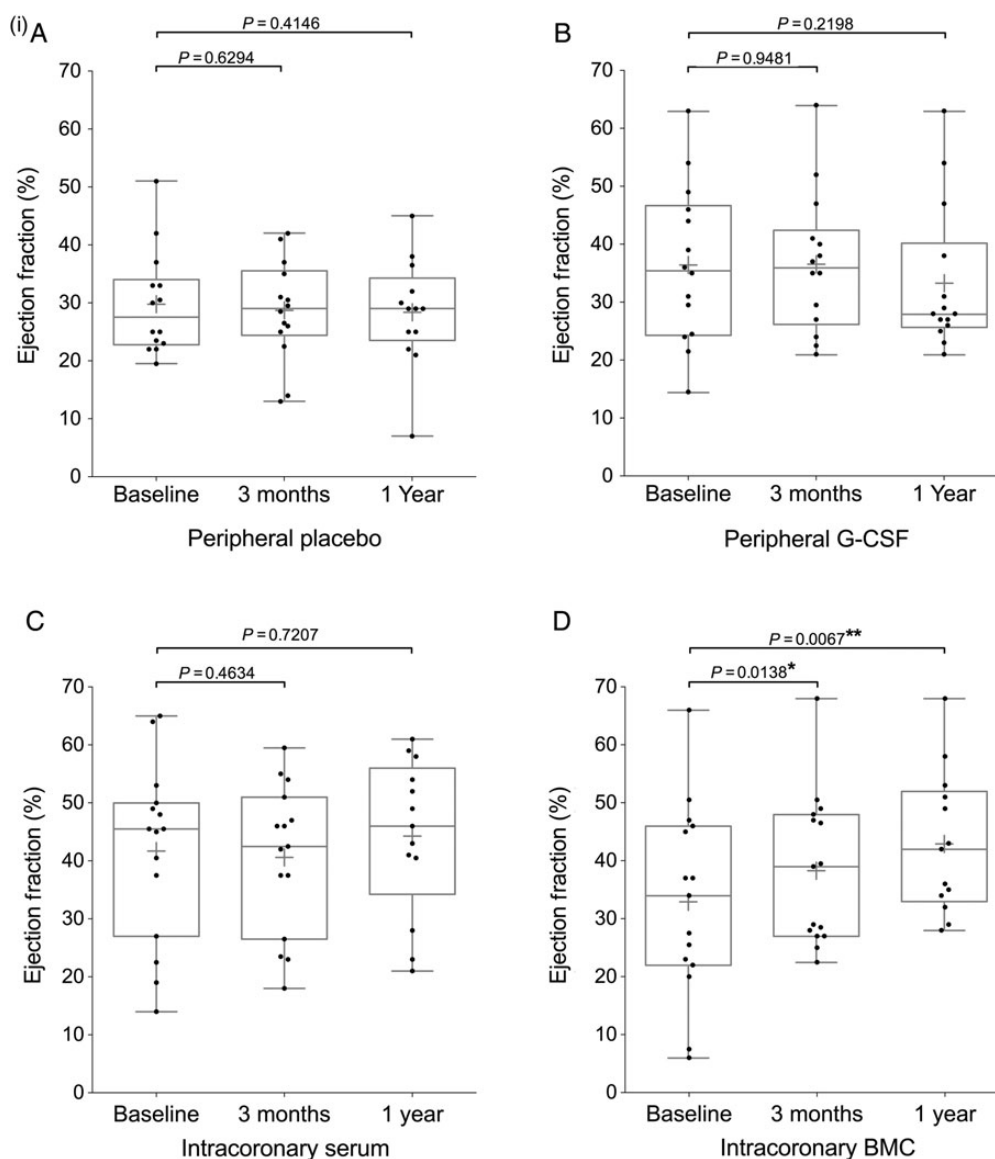 (i) A
P = 0.4146
P = 0.6294
Ejection fraction (%)
70
60
50
40
30
20
10
0
Baseline 3 months 1 Year
Peripheral placebo
B
P = 0.2198
P = 0.9481
Ejection fraction (%)
70
60
50
40
30
20
10
0
Baseline 3 months 1 Year
Peripheral G-CSF
C
P = 0.7207
P = 0.4634
Ejection fraction (%)
70
60
50
40
30
20
10
0
Baseline 3 months 1 year
Intracoronary serum
D
P = 0.0067**
P = 0.0138*
Ejection fraction (%)
70
60
50
40
30
20
10
0
Baseline 3 months 1 year
Intracoronary BMC